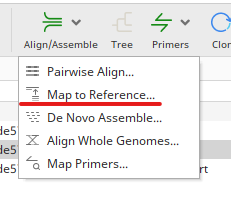 Align/Assemble Tree Primers Clo
Pairwise Align...
Map to Reference...
De Novo Assemble...
de5
Align Whole Genomes...
de5
Map Primers...
de5 rt